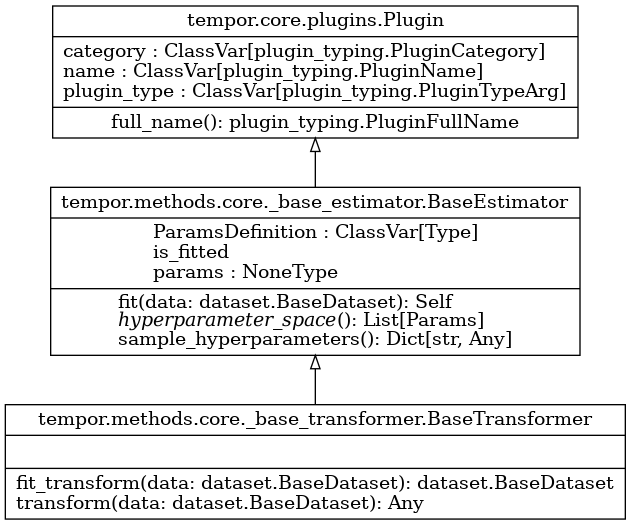 tempor.core.plugins.Plugin
category : ClassVar[plugin_typing.PluginCategory]
name : ClassVar[plugin_typing.PluginName]
plugin_type : ClassVar[plugin_typing.PluginTypeArg]
full_name(): plugin_typing.PluginFullName
tempor.methods.core._base_estimator.BaseEstimator
ParamsDefinition : ClassVar[Type]
is_fitted
params : NoneType
fit(data: dataset.BaseDataset): Self
hyperparameter_space(): List[Params]
sample_hyperparameters(): Dict[str, Any]
tempor.methods.core._base_transformer.BaseTransformer
fit_transform(data: dataset.BaseDataset): dataset.BaseDataset
transform(data: dataset.BaseDataset): Any